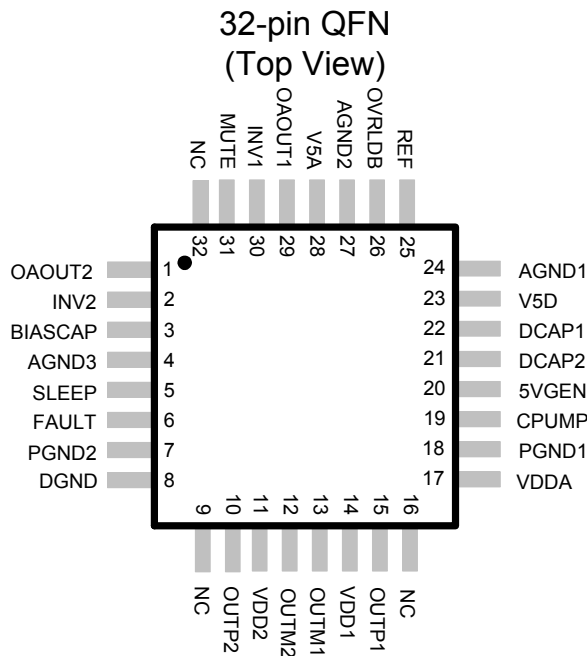 32-pin QFN
(Top View)
NC
MUTE
INV1
OAOUT1
V5A
AGND2
OVRLDB
REF
32
31
30
29
28
27
26
25
OAOUT2
1
INV2
2
BIASCAP
3
AGND3
4
SLEEP
5
FAULT
6
PGND2
7
DGND
8
24
AGND1
23
V5D
22
DCAP1
21
DCAP2
20
5VGEN
19
CPUMP
18
PGND1
17
VDDA
9
10
11
12
13
14
15
16
NC
OUTP2
VDD2
OUTM2
OUTM1
VDD1
OUTP1
NC